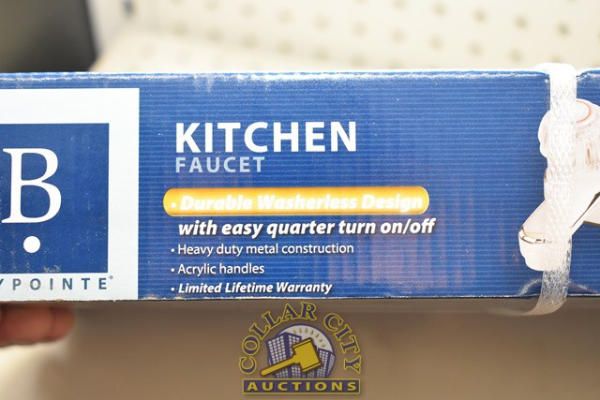 B
YPOINTE®
KITCHEN
FAUCET
• Durable Washerless Design
with easy quarter turn on/off
• Heavy duty metal construction
• Acrylic handles
• Limited Lifetime Warranty
COLLAR CITY
AUCTIONS